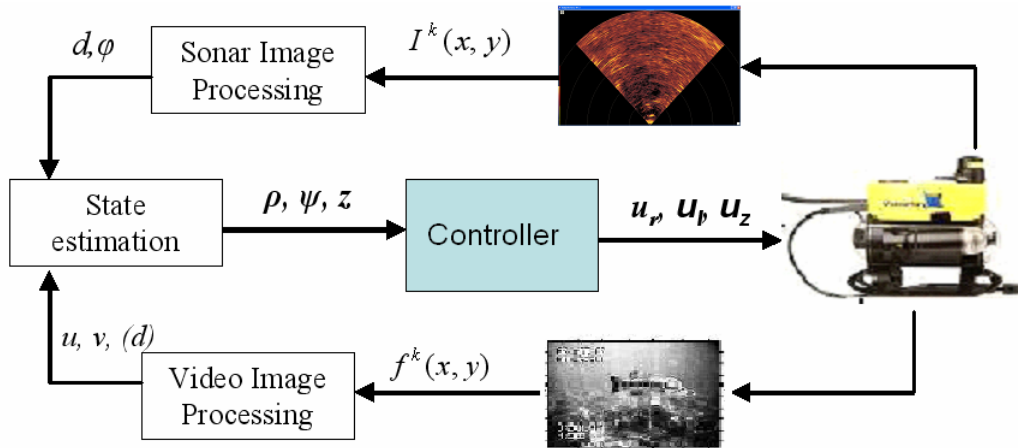 d,φ
Sonar Image
Processing
I^k (x, y)
State
estimation
ρ, ψ, z
Controller
u_r, u_l, u_z
u, v, (d)
Video Image
Processing
f^k (x, y)